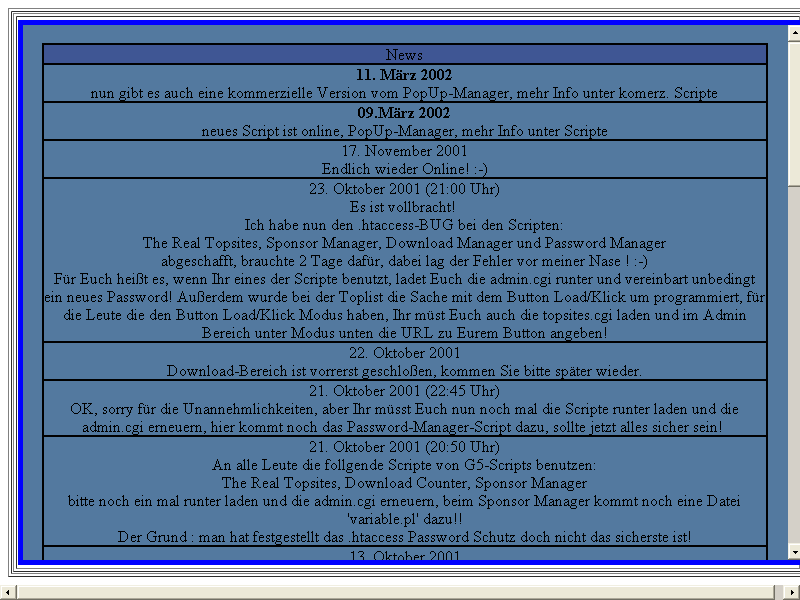 News
11. März 2002
nun gibt es auch eine kommerzielle Version vom PopUp-Manager, mehr Info unter komerz. Scripte
09.März 2002
neues Script ist online, PopUp-Manager, mehr Info unter Scripte
17. November 2001
Endlich wieder Online! :-)
23. Oktober 2001 (21:00 Uhr)
Es ist vollbracht!
Ich habe nun den .htaccess-BUG bei den Scripten:
The Real Topsites, Sponsor Manager, Download Manager und Password Manager
abgeschafft, brauchte 2 Tage dafür, dabei lag der Fehler vor meiner Nase ! :-)
Für Euch heißt es, wenn Ihr eines der Scripte benutzt, ladet Euch die admin.cgi runter und vereinbart unbedingt
ein neues Password! Außerdem wurde bei der Toplist die Sache mit dem Button Load/Klick um programmiert, für
die Leute die den Button Load/Klick Modus haben, Ihr müst Euch auch die topsites.cgi laden und im Admin
Bereich unter Modus unten die URL zu Eurem Button angeben!
22. Oktober 2001
Download-Bereich ist vorrerst geschloßen, kommen Sie bitte später wieder.
21. Oktober 2001 (22:45 Uhr)
OK, sorry für die Unannehmlichkeiten, aber Ihr müsst Euch nun noch mal die Scripte runter laden und die
admin.cgi erneuern, hier kommt noch das Password-Manager-Script dazu, sollte jetzt alles sicher sein!
21. Oktober 2001 (20:50 Uhr)
An alle Leute die follgende Scripte von G5-Scripts benutzen:
The Real Topsites, Download Counter, Sponsor Manager
bitte noch ein mal runter laden und die admin.cgi erneuern, beim Sponsor Manager kommt noch eine Datei
'variable.pl' dazu!!
Der Grund : man hat festgestellt das .htaccess Password Schutz doch nicht das sicherste ist!
13. Oktober 2001